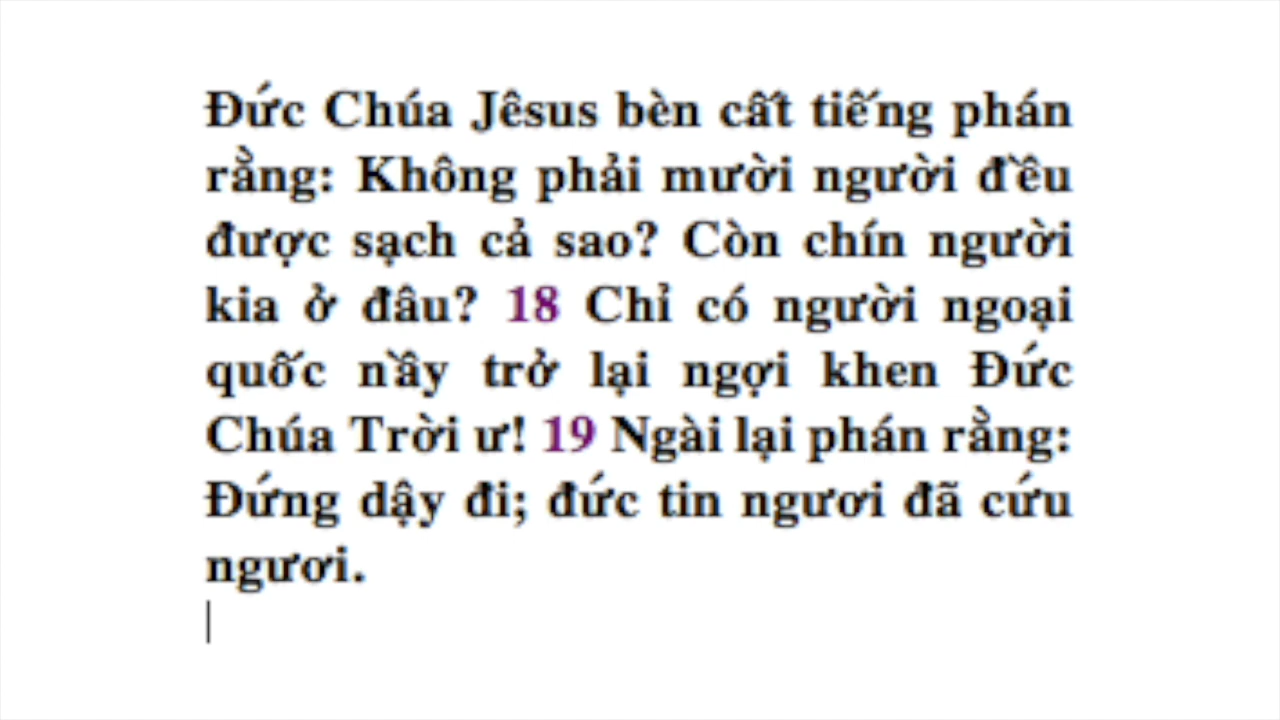 Đức Chúa Jêsus bèn cất tiếng phán
rằng: Không phải mười người đều
được sạch cả sao? Còn chín người
kia ở đâu? 18 Chỉ có người ngoại
quốc nầy trở lại ngợi khen Đức
Chúa Trời ư! 19 Ngài lại phán rằng:
Đứng dậy đi; đức tin ngươi đã cứu
ngươi.